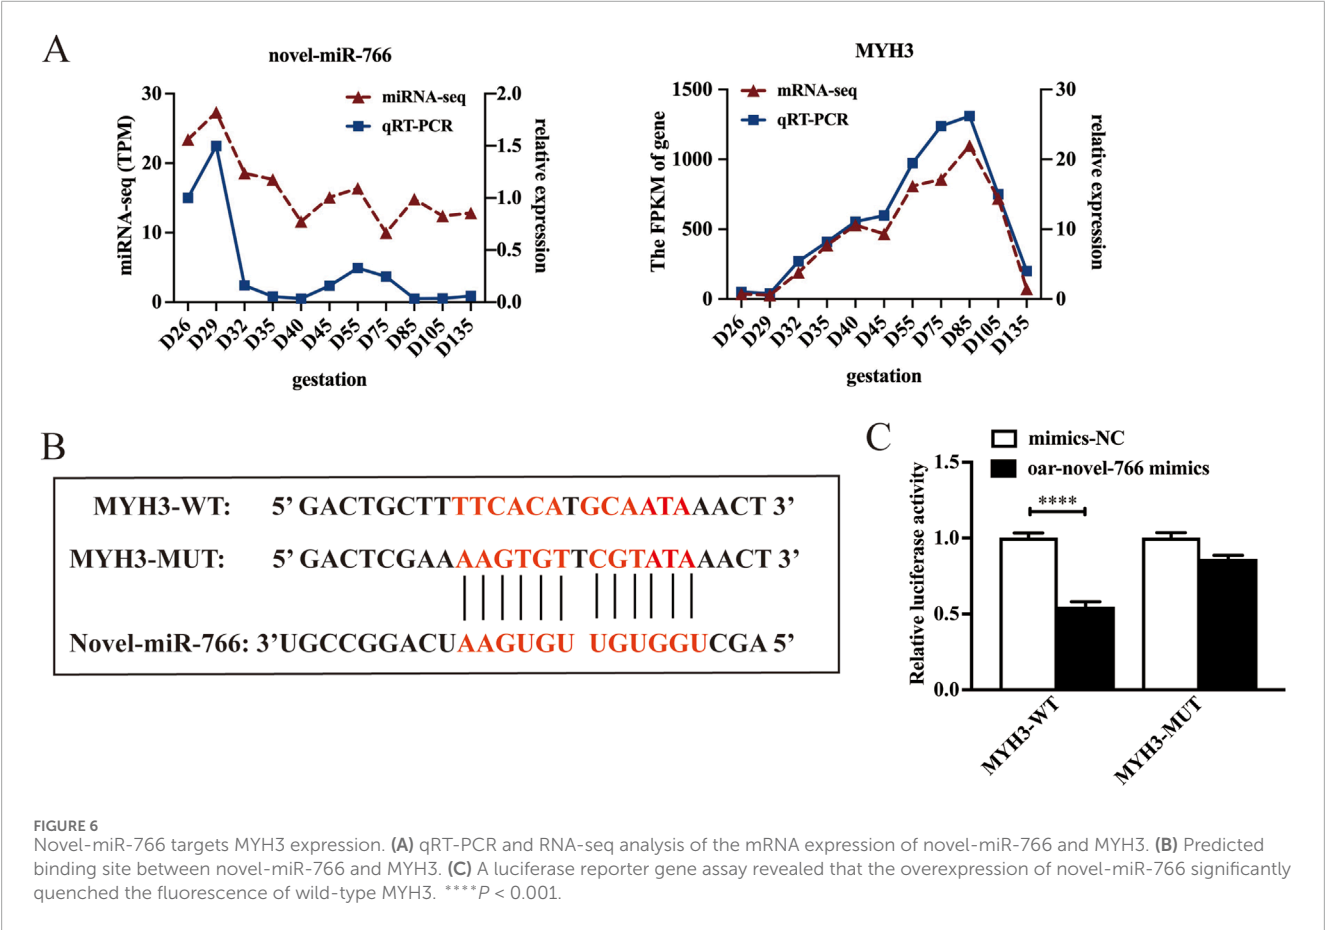 A
novel-miR-766
miRNA-seq
qRT-PCR
miRNA-seq (TPM)
30
20
10
0
2.0
1.5
1.0
0.5
0.0
relative expression
D26 D29 D32 D35 D40 D45 D55 D75 D85 D105 D135
gestation
MYH3
mRNA-seq
qRT-PCR
The FPKM of gene
1500
1000
500
0
30
20
10
0
relative expression
D26 D29 D32 D35 D40 D45 D55 D75 D85 D105 D135
gestation
B
MYH3-WT: 5’ GACTGCTTTTCACATGCAATAAACT 3’
MYH3-MUT: 5’ GACTCGAAAAGTGTTCGTATAAACT 3’
Novel-miR-766: 3’UGCCGGACUAAGUGU UGUGGUCGA 5’
C
mimics-NC
oar-novel-766 mimics
Relative luciferase activity
1.5
1.0
0.5
0.0
****
MYH3-WT
MYH3-MUT
FIGURE 6
Novel-miR-766 targets MYH3 expression. (A) qRT-PCR and RNA-seq analysis of the mRNA expression of novel-miR-766 and MYH3. (B) Predicted
binding site between novel-miR-766 and MYH3. (C) A luciferase reporter gene assay revealed that the overexpression of novel-miR-766 significantly
quenched the fluorescence of wild-type MYH3. ****P < 0.001.